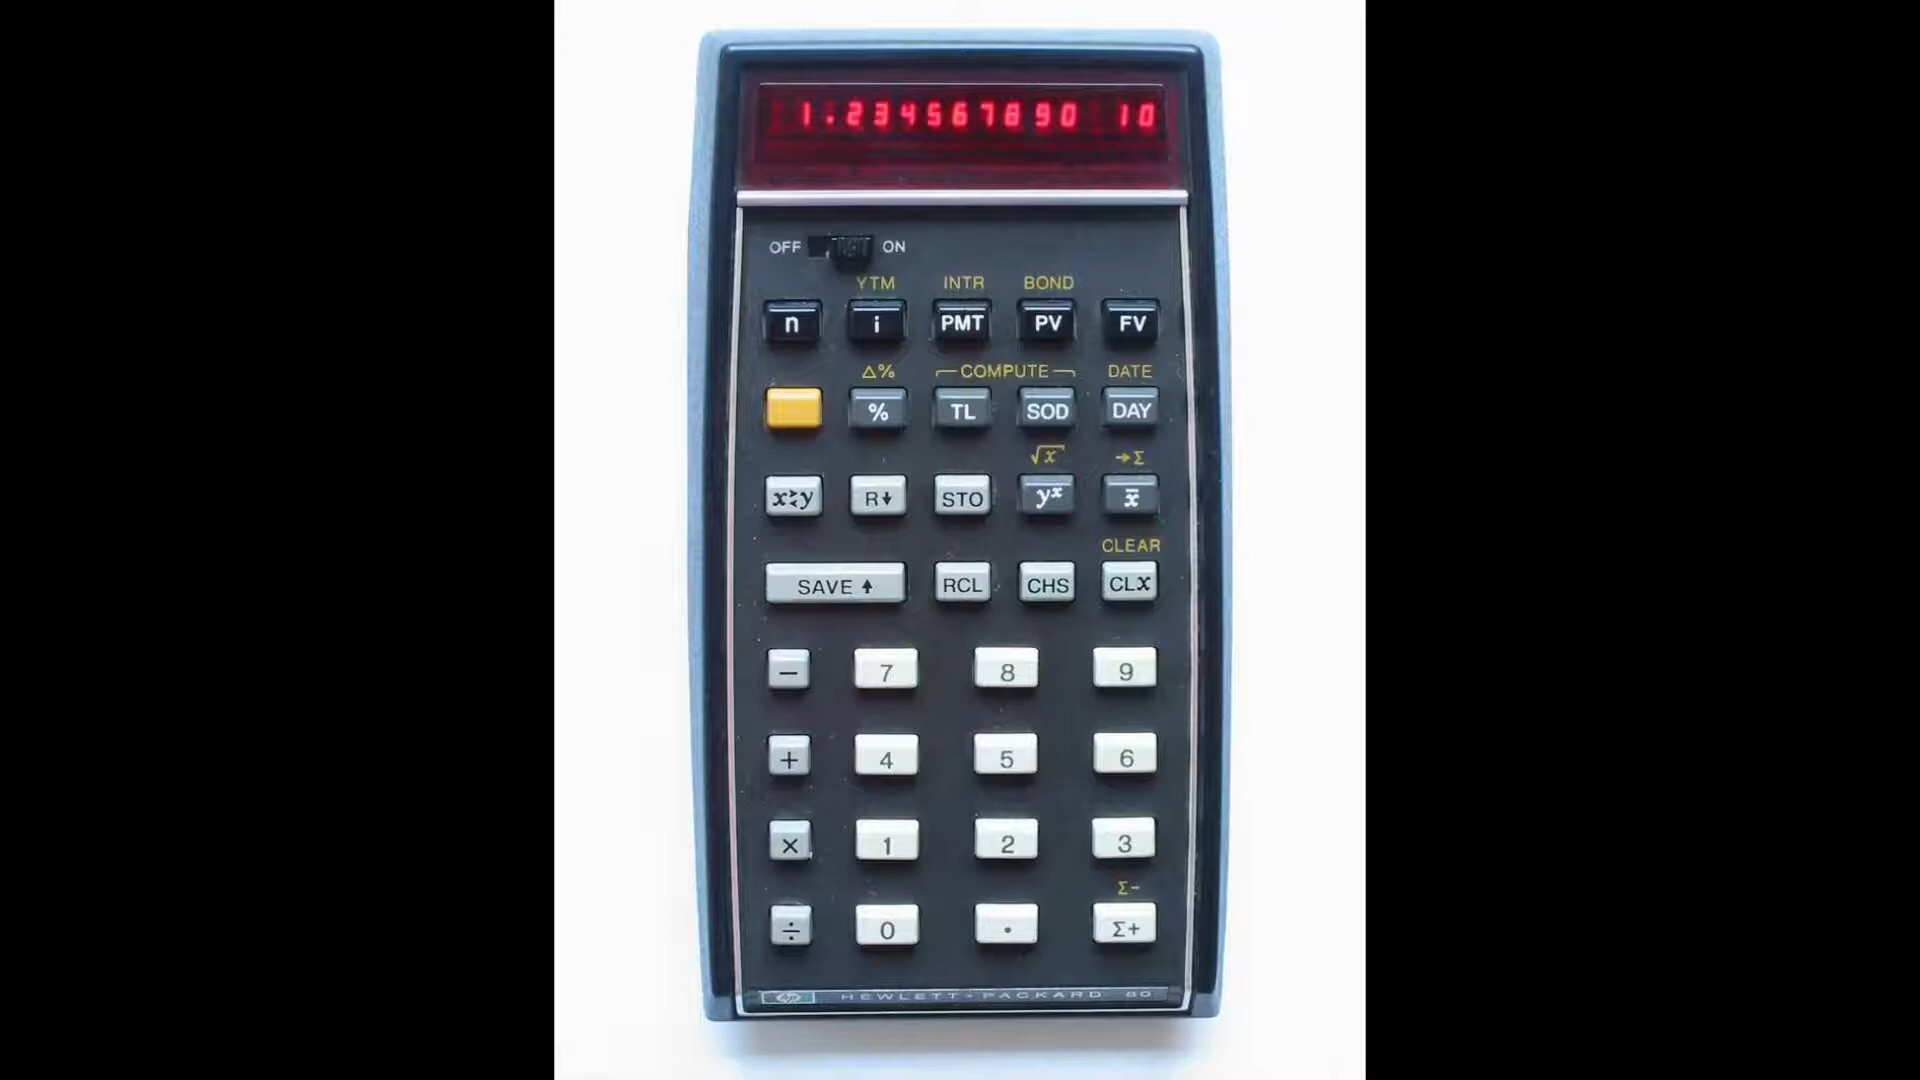 1.234567890 10
OFF ON
YTM INTR BOND
n i PMT PV FV
Δ% COMPUTE DATE
% TL SOD DAY
√x →Σ
x≷y R↓ STO yˣ x̄
CLEAR
SAVE↑ RCL CHS CLx
− 7 8 9
+ 4 5 6
× 1 2 3
Σ−
÷ 0 . Σ+
hp HEWLETT•PACKARD 80